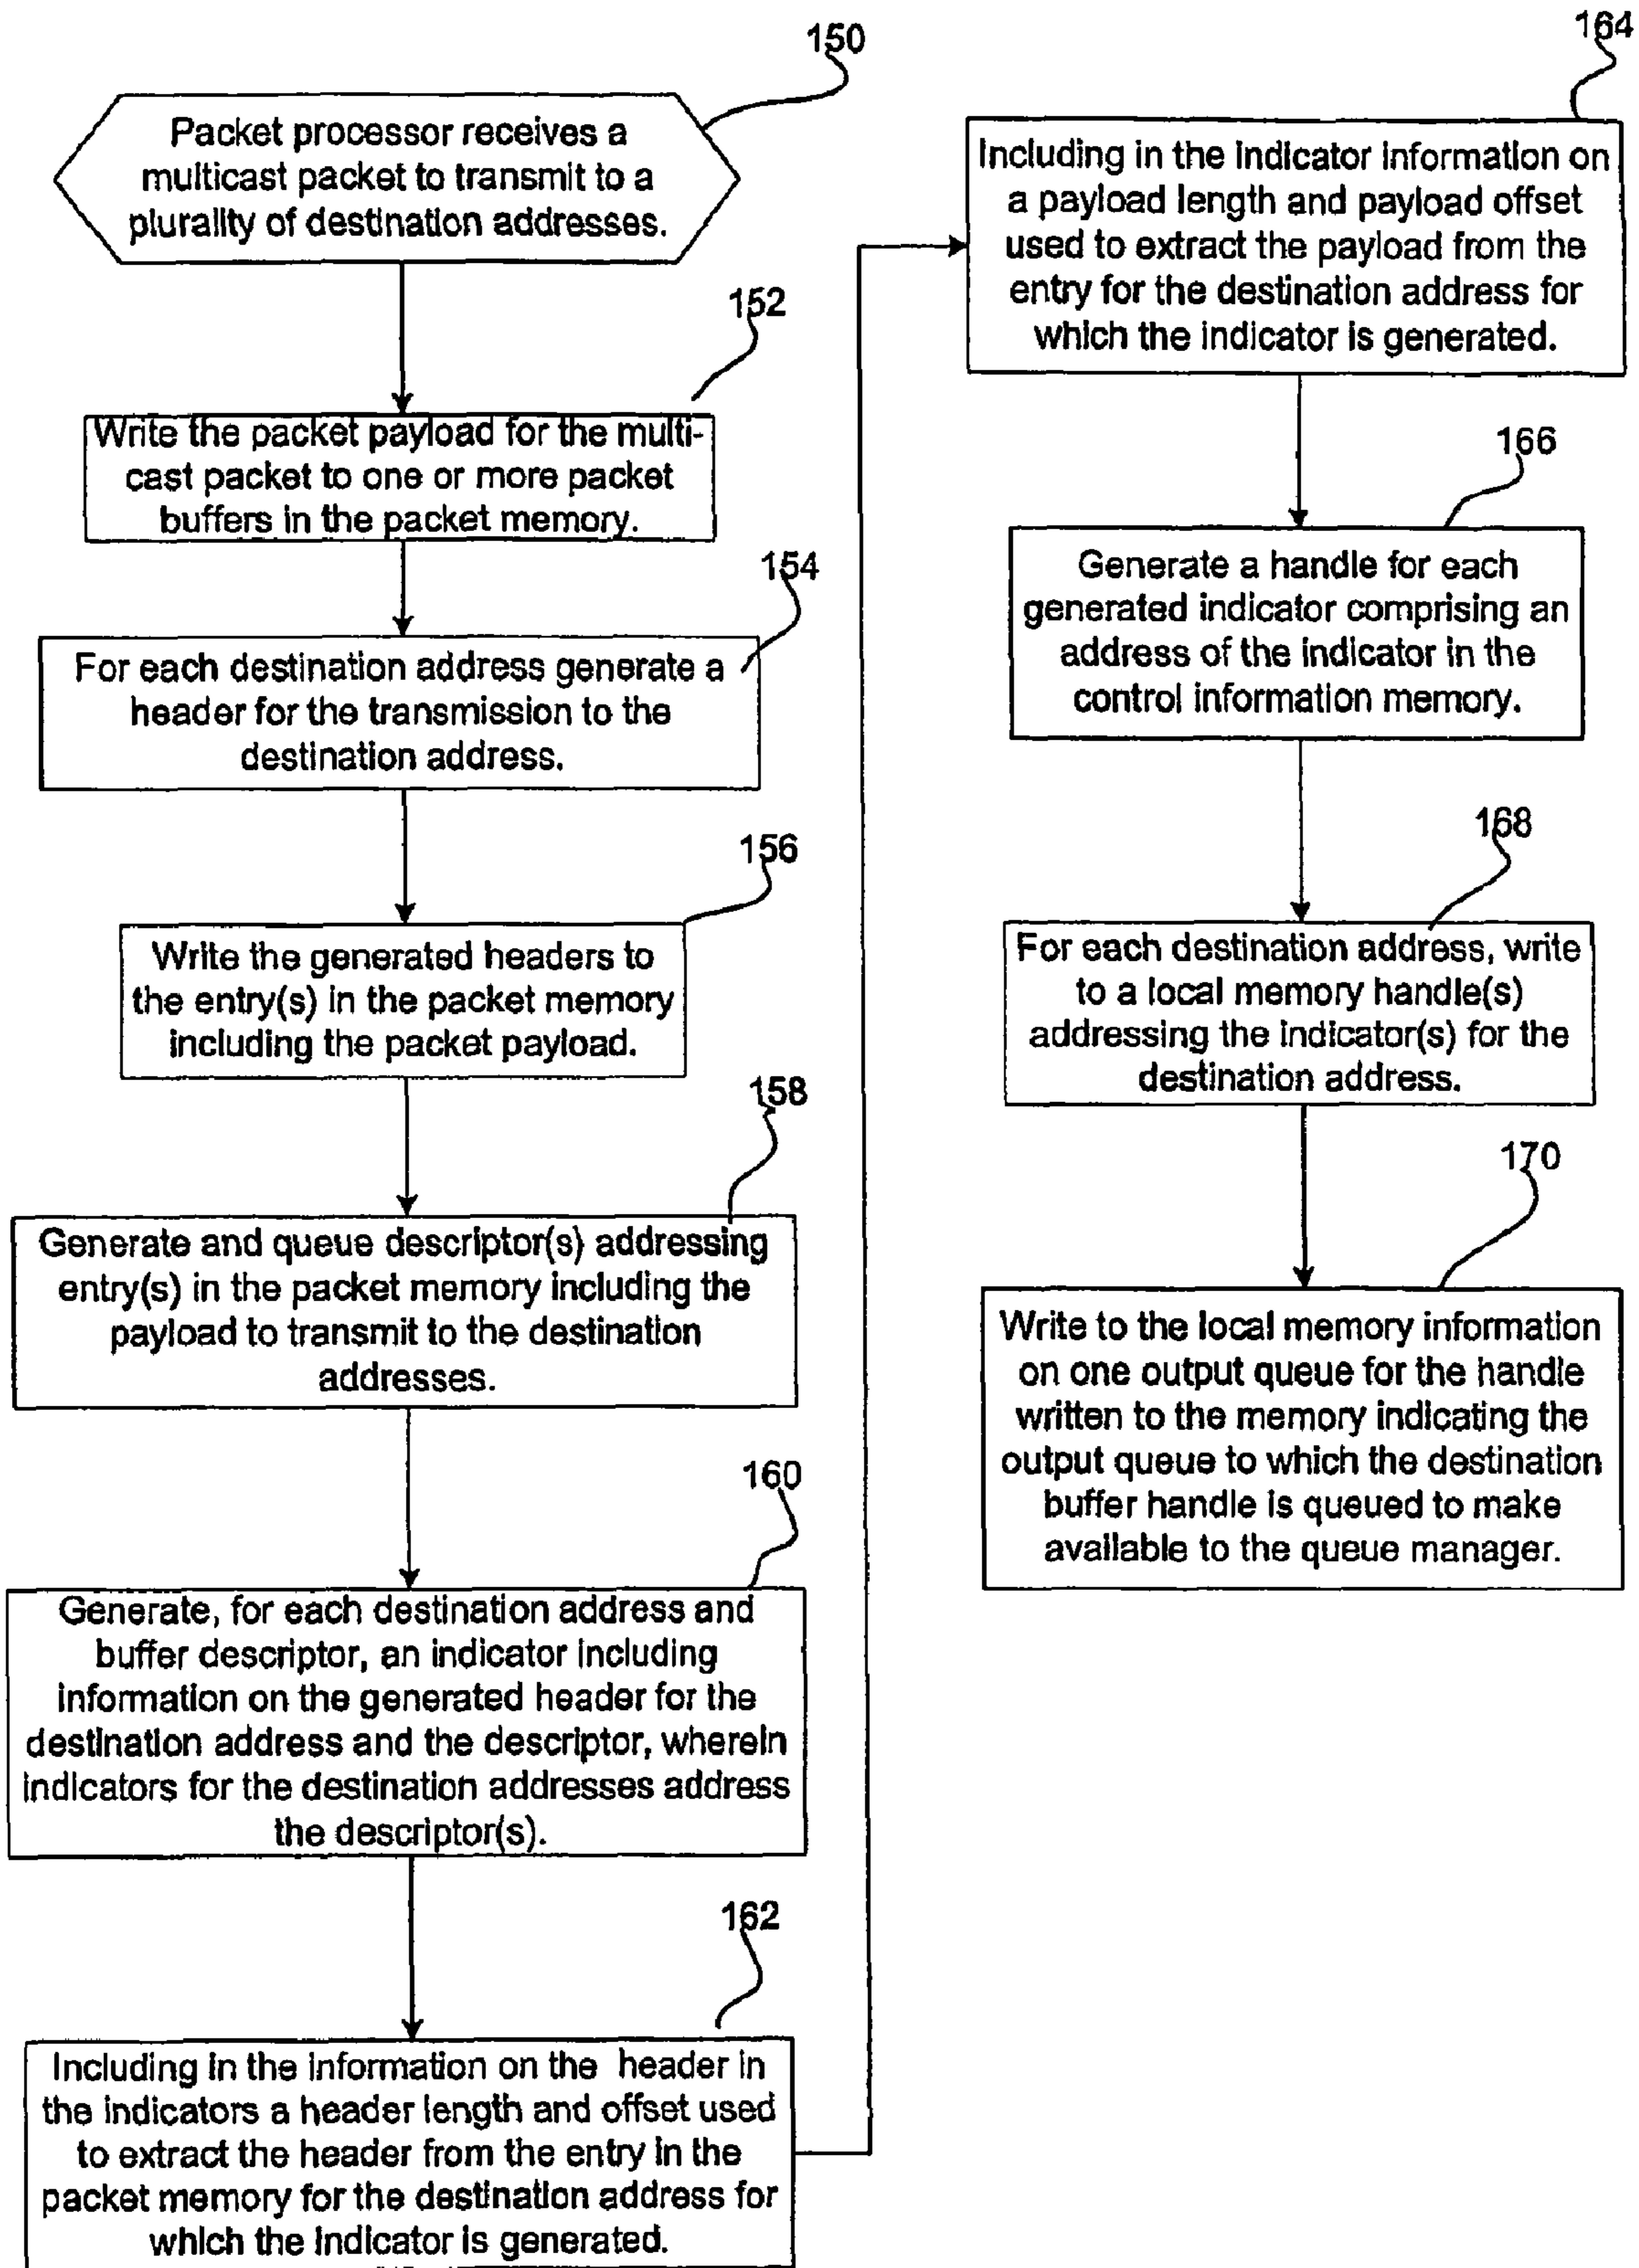 150
Packet processor receives a
multicast packet to transmit to a
plurality of destination addresses.
152
Write the packet payload for the multi-
cast packet to one or more packet
buffers in the packet memory.
154
For each destination address generate a
header for the transmission to the
destination address.
156
Write the generated headers to
the entry(s) in the packet memory
including the packet payload.
158
Generate and queue descriptor(s) addressing
entry(s) in the packet memory including the
payload to transmit to the destination
addresses.
160
Generate, for each destination address and
buffer descriptor, an indicator including
information on the generated header for the
destination address and the descriptor, wherein
indicators for the destination addresses address
the descriptor(s).
162
Including in the information on the header in
the indicators a header length and offset used
to extract the header from the entry in the
packet memory for the destination address for
which the indicator is generated.
164
Including in the indicator information on
a payload length and payload offset
used to extract the payload from the
entry for the destination address for
which the indicator is generated.
166
Generate a handle for each
generated indicator comprising an
address of the indicator in the
control information memory.
168
For each destination address, write
to a local memory handle(s)
addressing the indicator(s) for the
destination address.
170
Write to the local memory information
on one output queue for the handle
written to the memory indicating the
output queue to which the destination
buffer handle is queued to make
available to the queue manager.